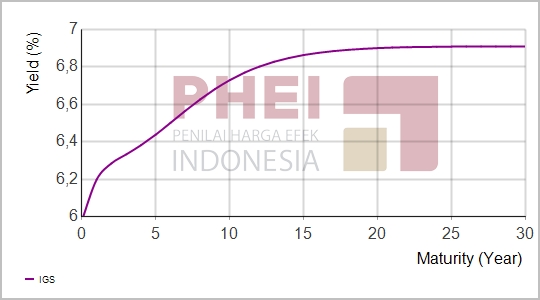 Yield (%)
7
6,8
6,6
6,4
6,2
6
PHEI
PENILAI HARGA EFEK
INDONESIA
0
5
10
15
20
25
30
Maturity (Year)
IGS